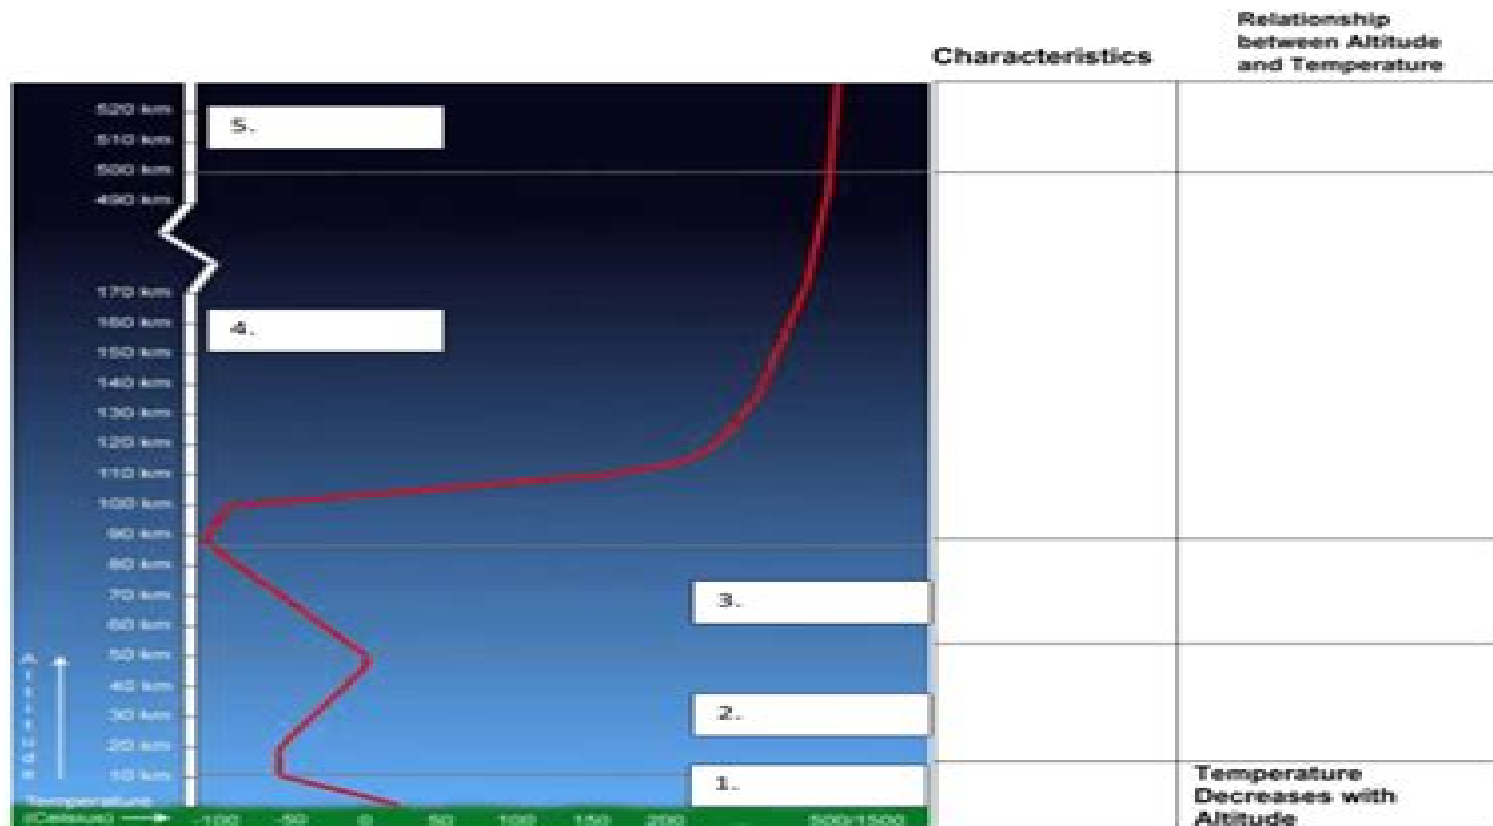 Characteristics
Relationship
between Altitude
and Temperature
520 km
510 km
500 km
490 km
170 km
160 km
150 km
140 km
130 km
120 km
110 km
100 km
90 km
80 km
70 km
60 km
50 km
40 km
30 km
20 km
10 km
5.
4.
3.
2.
1.
Altitude
Temperature
(Celsius)
-100 -50 0 50 100 150 200 500/1500
Temperature
Decreases with
Altitude